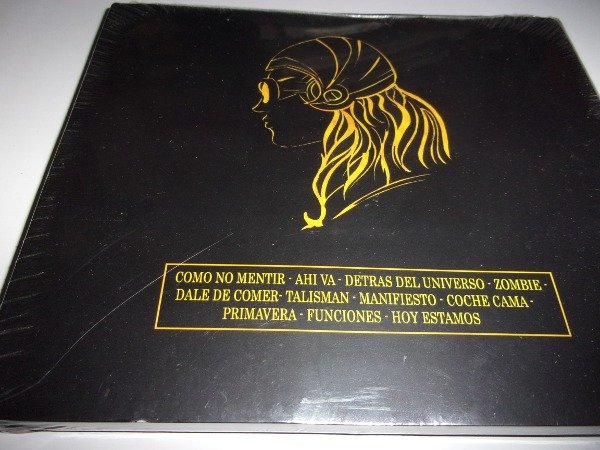 COMO NO MENTIR - AHI VA - DETRAS DEL UNIVERSO - ZOMBIE -
DALE DE COMER- TALISMAN - MANIFIESTO - COCHE CAMA -
PRIMAVERA - FUNCIONES - HOY ESTAMOS